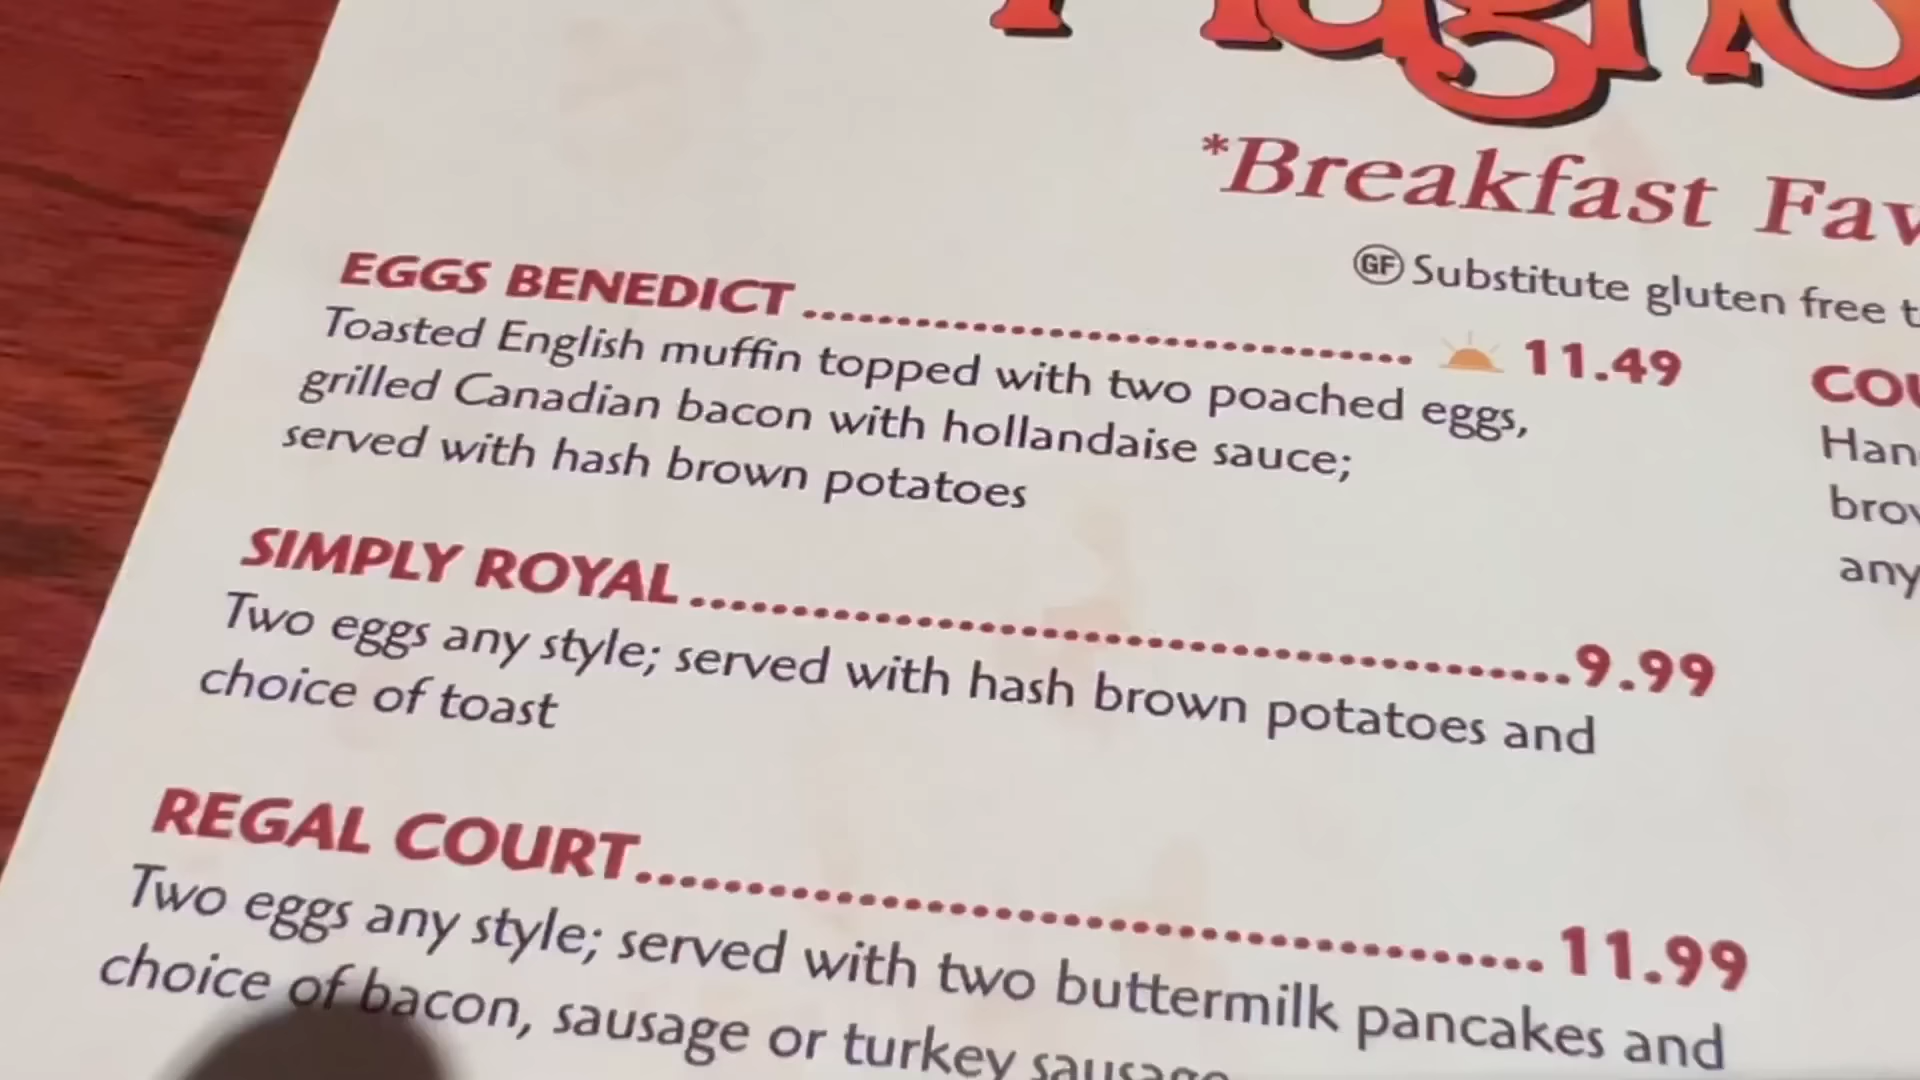 *Breakfast
GF Substitute gluten free
EGGS BENEDICT 11.49
Toasted English muffin topped with two poached eggs,
grilled Canadian bacon with hollandaise sauce;
served with hash brown potatoes
SIMPLY ROYAL 9.99
Two eggs any style; served with hash brown potatoes and
choice of toast
REGAL COURT 11.99
Two eggs any style; served with two buttermilk pancakes and
choice of bacon, sausage or turkey
any